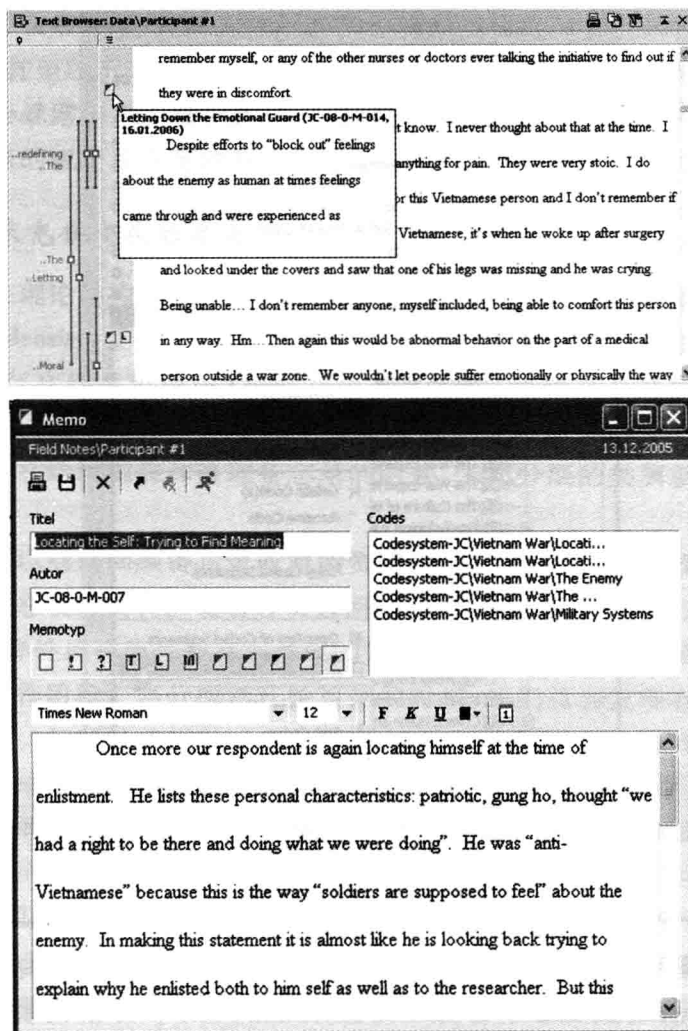 Text Browser: Data\Participant #1
remember myself, or any of the other nurses or doctors ever talking the initiative to find out if
they were in discomfort.
Letting Down the Emotional Guard (JC-08-0-M-014,
16.01.2006)
Despite efforts to "block out" feelings
about the enemy as human at times feelings
came through and were experienced as
t know. I never thought about that at the time. I
anything for pain. They were very stoic. I do
or this Vietnamese person and I don't remember if
Vietnamese, it's when he woke up after surgery
and looked under the covers and saw that one of his legs was missing and he was crying.
Being unable... I don't remember anyone, myself included, being able to comfort this person
in any way. Hm...Then again this would be abnormal behavior on the part of a medical
person outside a war zone. We wouldn't let people suffer emotionally or physically the way
..redefining
..The
..The
..Letting
..Moral
Memo
Field Notes\Participant #1
13.12.2005
Titel
Locating the Self: Trying to Find Meaning
Autor
JC-08-0-M-007
Memotyp
Codes
Codesystem-JC\Vietnam War\Locati...
Codesystem-JC\Vietnam War\Locati...
Codesystem-JC\Vietnam War\The Enemy
Codesystem-JC\Vietnam War\The ...
Codesystem-JC\Vietnam War\Military Systems
! ? T L M
Times New Roman 12 F K U 1
Once more our respondent is again locating himself at the time of
enlistment. He lists these personal characteristics: patriotic, gung ho, thought "we
had a right to be there and doing what we were doing". He was "anti-
Vietnamese" because this is the way "soldiers are supposed to feel" about the
enemy. In making this statement it is almost like he is looking back trying to
explain why he enlisted both to him self as well as to the researcher. But this